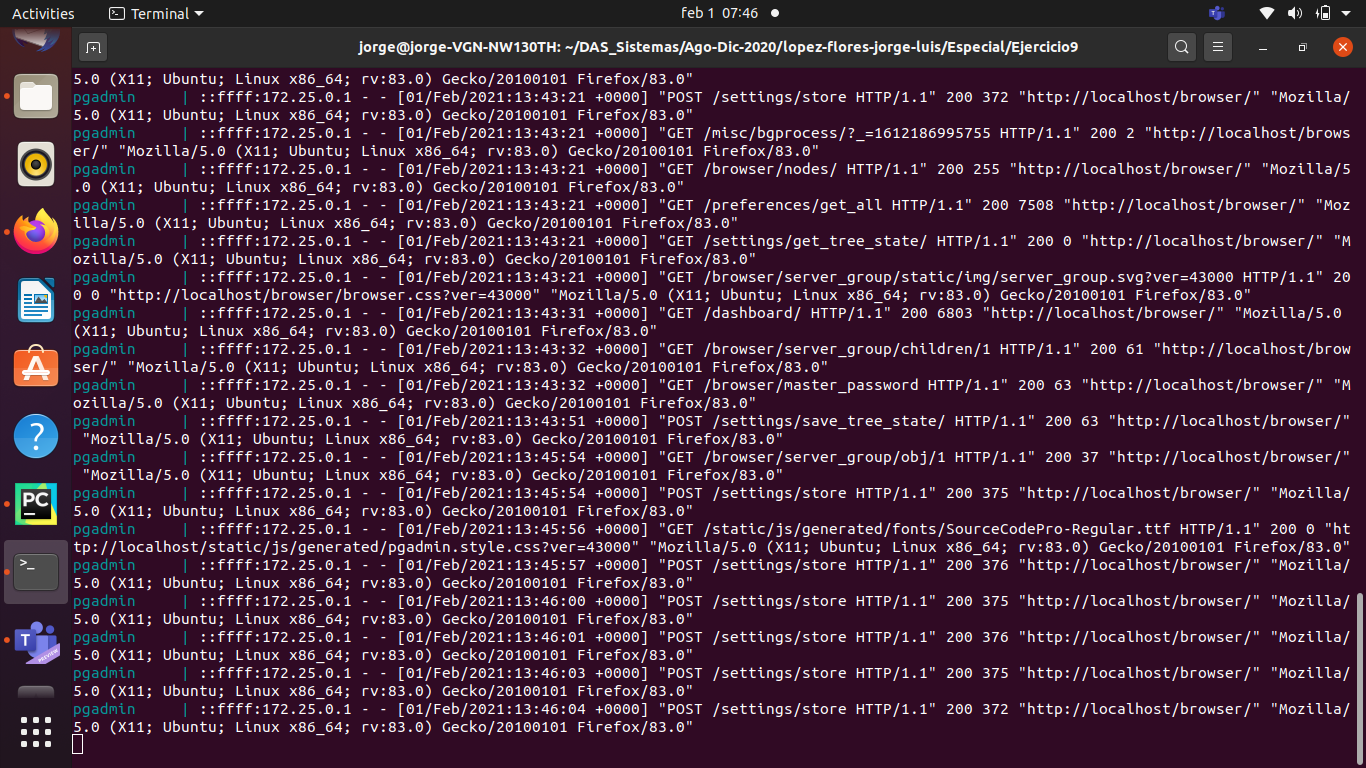 Activities
Terminal
feb 1 07:46
jorge@jorge-VGN-NW130TH: ~/DAS_Sistemas/Ago-Dic-2020/lopez-flores-jorge-luis/Especial/Ejercicio9
5.0 (X11; Ubuntu; Linux x86_64; rv:83.0) Gecko/20100101 Firefox/83.0"
pgadmin     | ::ffff:172.25.0.1 - - [01/Feb/2021:13:43:21 +0000] "POST /settings/store HTTP/1.1" 200 372 "http://localhost/browser/" "Mozilla/
5.0 (X11; Ubuntu; Linux x86_64; rv:83.0) Gecko/20100101 Firefox/83.0"
pgadmin     | ::ffff:172.25.0.1 - - [01/Feb/2021:13:43:21 +0000] "GET /misc/bgprocess/?_=1612186995755 HTTP/1.1" 200 2 "http://localhost/brows
er/" "Mozilla/5.0 (X11; Ubuntu; Linux x86_64; rv:83.0) Gecko/20100101 Firefox/83.0"
pgadmin     | ::ffff:172.25.0.1 - - [01/Feb/2021:13:43:21 +0000] "GET /browser/nodes/ HTTP/1.1" 200 255 "http://localhost/browser/" "Mozilla/5
.0 (X11; Ubuntu; Linux x86_64; rv:83.0) Gecko/20100101 Firefox/83.0"
pgadmin     | ::ffff:172.25.0.1 - - [01/Feb/2021:13:43:21 +0000] "GET /preferences/get_all HTTP/1.1" 200 7508 "http://localhost/browser/" "Moz
illa/5.0 (X11; Ubuntu; Linux x86_64; rv:83.0) Gecko/20100101 Firefox/83.0"
pgadmin     | ::ffff:172.25.0.1 - - [01/Feb/2021:13:43:21 +0000] "GET /settings/get_tree_state/ HTTP/1.1" 200 0 "http://localhost/browser/" "M
ozilla/5.0 (X11; Ubuntu; Linux x86_64; rv:83.0) Gecko/20100101 Firefox/83.0"
pgadmin     | ::ffff:172.25.0.1 - - [01/Feb/2021:13:43:21 +0000] "GET /browser/server_group/static/img/server_group.svg?ver=43000 HTTP/1.1" 20
0 0 "http://localhost/browser/browser.css?ver=43000" "Mozilla/5.0 (X11; Ubuntu; Linux x86_64; rv:83.0) Gecko/20100101 Firefox/83.0"
pgadmin     | ::ffff:172.25.0.1 - - [01/Feb/2021:13:43:31 +0000] "GET /dashboard/ HTTP/1.1" 200 6803 "http://localhost/browser/" "Mozilla/5.0
(X11; Ubuntu; Linux x86_64; rv:83.0) Gecko/20100101 Firefox/83.0"
pgadmin     | ::ffff:172.25.0.1 - - [01/Feb/2021:13:43:32 +0000] "GET /browser/server_group/children/1 HTTP/1.1" 200 61 "http://localhost/brow
ser/" "Mozilla/5.0 (X11; Ubuntu; Linux x86_64; rv:83.0) Gecko/20100101 Firefox/83.0"
pgadmin     | ::ffff:172.25.0.1 - - [01/Feb/2021:13:43:32 +0000] "GET /browser/master_password HTTP/1.1" 200 63 "http://localhost/browser/" "M
ozilla/5.0 (X11; Ubuntu; Linux x86_64; rv:83.0) Gecko/20100101 Firefox/83.0"
pgadmin     | ::ffff:172.25.0.1 - - [01/Feb/2021:13:43:51 +0000] "POST /settings/save_tree_state/ HTTP/1.1" 200 63 "http://localhost/browser/"
 "Mozilla/5.0 (X11; Ubuntu; Linux x86_64; rv:83.0) Gecko/20100101 Firefox/83.0"
pgadmin     | ::ffff:172.25.0.1 - - [01/Feb/2021:13:45:54 +0000] "GET /browser/server_group/obj/1 HTTP/1.1" 200 37 "http://localhost/browser/"
 "Mozilla/5.0 (X11; Ubuntu; Linux x86_64; rv:83.0) Gecko/20100101 Firefox/83.0"
pgadmin     | ::ffff:172.25.0.1 - - [01/Feb/2021:13:45:54 +0000] "POST /settings/store HTTP/1.1" 200 375 "http://localhost/browser/" "Mozilla/
5.0 (X11; Ubuntu; Linux x86_64; rv:83.0) Gecko/20100101 Firefox/83.0"
pgadmin     | ::ffff:172.25.0.1 - - [01/Feb/2021:13:45:56 +0000] "GET /static/js/generated/fonts/SourceCodePro-Regular.ttf HTTP/1.1" 200 0 "ht
tp://localhost/static/js/generated/pgadmin.style.css?ver=43000" "Mozilla/5.0 (X11; Ubuntu; Linux x86_64; rv:83.0) Gecko/20100101 Firefox/83.0"
pgadmin     | ::ffff:172.25.0.1 - - [01/Feb/2021:13:45:57 +0000] "POST /settings/store HTTP/1.1" 200 376 "http://localhost/browser/" "Mozilla/
5.0 (X11; Ubuntu; Linux x86_64; rv:83.0) Gecko/20100101 Firefox/83.0"
pgadmin     | ::ffff:172.25.0.1 - - [01/Feb/2021:13:46:00 +0000] "POST /settings/store HTTP/1.1" 200 375 "http://localhost/browser/" "Mozilla/
5.0 (X11; Ubuntu; Linux x86_64; rv:83.0) Gecko/20100101 Firefox/83.0"
pgadmin     | ::ffff:172.25.0.1 - - [01/Feb/2021:13:46:01 +0000] "POST /settings/store HTTP/1.1" 200 376 "http://localhost/browser/" "Mozilla/
5.0 (X11; Ubuntu; Linux x86_64; rv:83.0) Gecko/20100101 Firefox/83.0"
pgadmin     | ::ffff:172.25.0.1 - - [01/Feb/2021:13:46:03 +0000] "POST /settings/store HTTP/1.1" 200 375 "http://localhost/browser/" "Mozilla/
5.0 (X11; Ubuntu; Linux x86_64; rv:83.0) Gecko/20100101 Firefox/83.0"
pgadmin     | ::ffff:172.25.0.1 - - [01/Feb/2021:13:46:04 +0000] "POST /settings/store HTTP/1.1" 200 372 "http://localhost/browser/" "Mozilla/
5.0 (X11; Ubuntu; Linux x86_64; rv:83.0) Gecko/20100101 Firefox/83.0"
PC
>_
T
PREVIEW